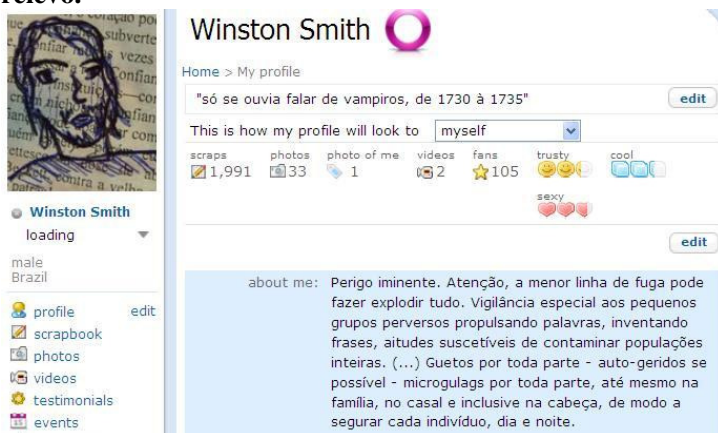 relevo.
Winston Smith
Home > My profile
"só se ouvia falar de vampiros, de 1730 à 1735"
edit
This is how my profile will look to myself
scraps photos photo of me videos fans trusty cool
1,991 33 1 2 105
sexy
edit
Winston Smith
loading
male
Brazil
profile edit
scrapbook
photos
videos
testimonials
events
about me: Perigo iminente. Atenção, a menor linha de fuga pode
fazer explodir tudo. Vigilância especial aos pequenos
grupos perversos propulsando palavras, inventando
frases, aitudes suscetíveis de contaminar populações
inteiras. (...) Guetos por toda parte - auto-geridos se
possível - microgulags por toda parte, até mesmo na
família, no casal e inclusive na cabeça, de modo a
segurar cada indivíduo, dia e noite.